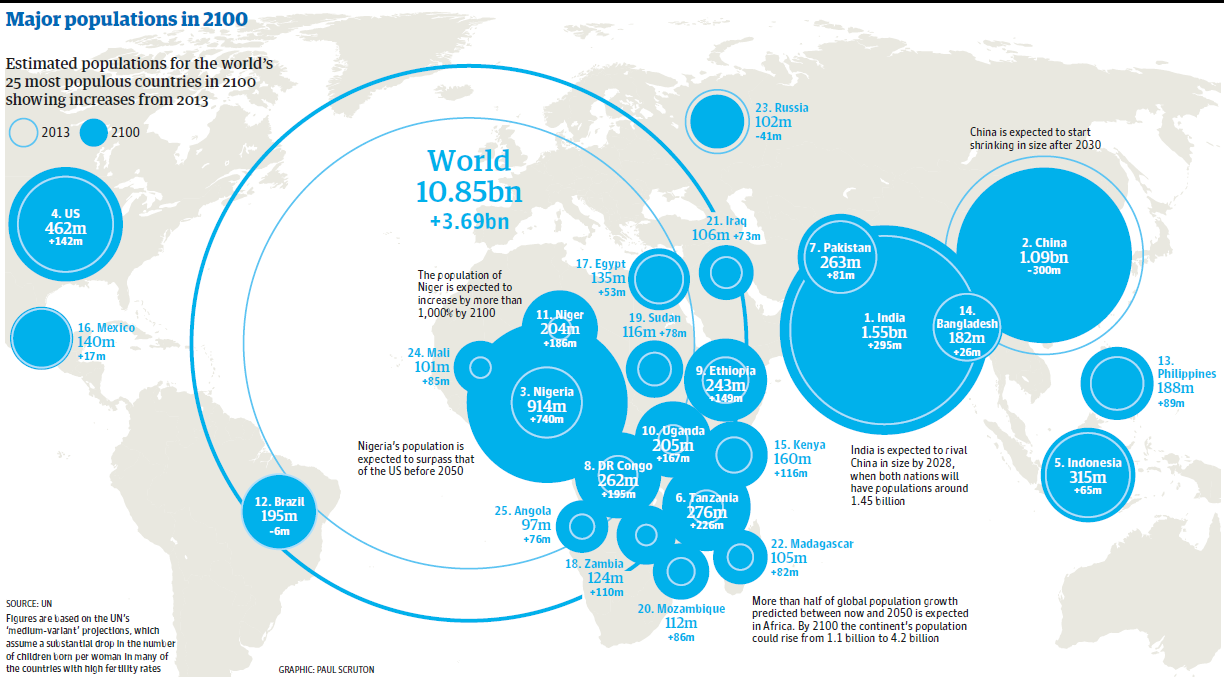 Major populations in 2100
Estimated populations for the world's
25 most populous countries in 2100
showing increases from 2013
2013
2100
World
10.85bn
+3.69bn
23. Russia
102m
-41m
China is expected to start
shrinking in size after 2030
4. US
462m
+142m
21. Iraq
106m +73m
7. Pakistan
263m
+81m
2. China
1.09bn
-300m
17. Egypt
135m
+53m
The population of
Niger is expected to
increase by more than
1,000% by 2100
16. Mexico
140m
+17m
11. Niger
204m
+186m
19. Sudan
116m +78m
1. India
1.55bn
+295m
14.
Bangladesh
182m
+26m
24. Mali
101m
+85m
9. Ethiopia
243m
+149m
13.
Philippines
188m
+89m
3. Nigeria
914m
+740m
10. Uganda
205m
+167m
Nigeria's population is
expected to surpass that
of the US before 2050
15. Kenya
160m
+116m
India is expected to rival
China in size by 2028,
when both nations will
have populations around
1.45 billion
5. Indonesia
315m
+65m
8. DR Congo
262m
+195m
12. Brazil
195m
-6m
6. Tanzania
276m
+226m
25. Angola
97m
+76m
22. Madagascar
105m
+82m
18. Zambia
124m
+110m
20. Mozambique
112m
+86m
More than half of global population growth
predicted between now and 2050 is expected
in Africa. By 2100 the continent's population
could rise from 1.1 billion to 4.2 billion
SOURCE: UN
Figures are based on the UN's
'medium-variant' projections, which
assume a substantial drop in the number
of children born per woman in many of
the countries with high fertility rates
GRAPHIC: PAUL SCRUTON